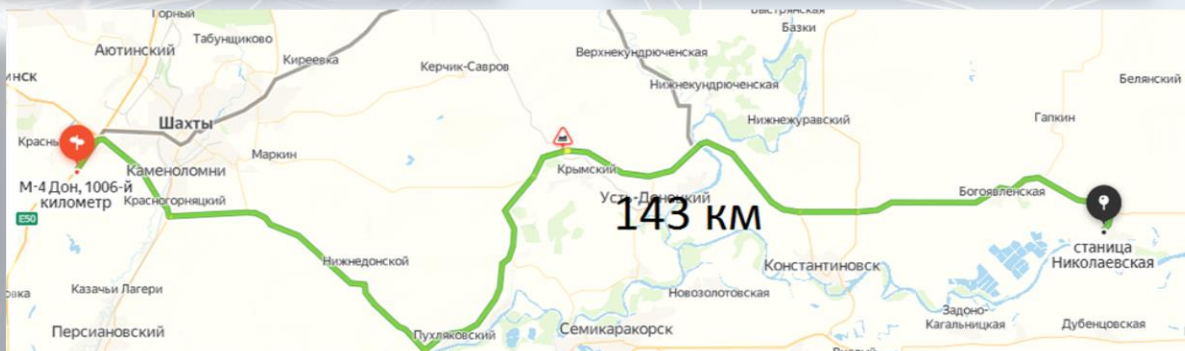 Горный
Быстрянская
Базки
Табунщиково
Аютинский
Верхнекундрюченская
Киреевка
Керчик-Савров
инск
Белянский
Нижнекундрюченская
Гапкин
Шахты
Нижнежуравский
Красны
Маркин
Каменоломни
Крымский
М-4 Дон, 1006-й
километр
Красногорняцкий
Усть-Донецкий
Богоявленская
143 км
E50
станица
Николаевская
Нижнедонской
Константиновск
Казачьи Лагери
Новозолотовская
овка
Задоно-
Кагальницкая
Персиановский
Пухляковский
Семикаракорск
Дубенцовская